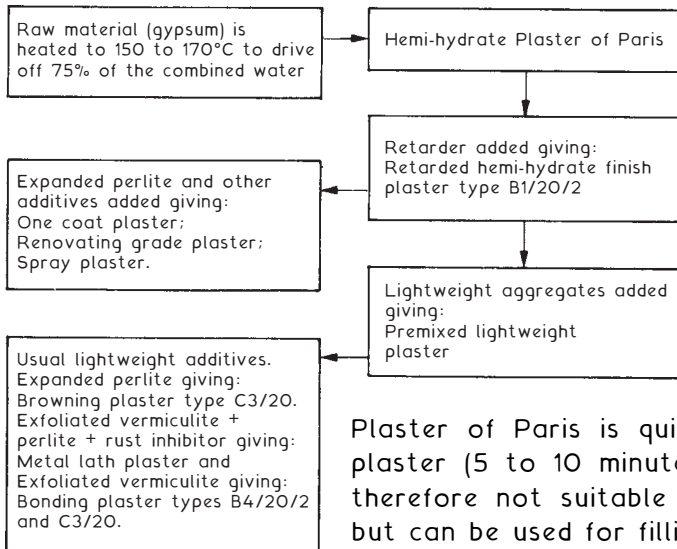 Raw material (gypsum) is
heated to 150 to 170°C to drive
off 75% of the combined water
Hemi-hydrate Plaster of Paris
Retarder added giving:
Retarded hemi-hydrate finish
plaster type B1/20/2
Expanded perlite and other
additives added giving:
One coat plaster;
Renovating grade plaster;
Spray plaster.
Lightweight aggregates added
giving:
Premixed lightweight
plaster
Usual lightweight additives.
Expanded perlite giving:
Browning plaster type C3/20.
Exfoliated vermiculite +
perlite + rust inhibitor giving:
Metal lath plaster and
Exfoliated vermiculite giving:
Bonding plaster types B4/20/2
and C3/20.
Plaster of Paris is
plaster (5 to 10
therefore not suitable
but can be used for